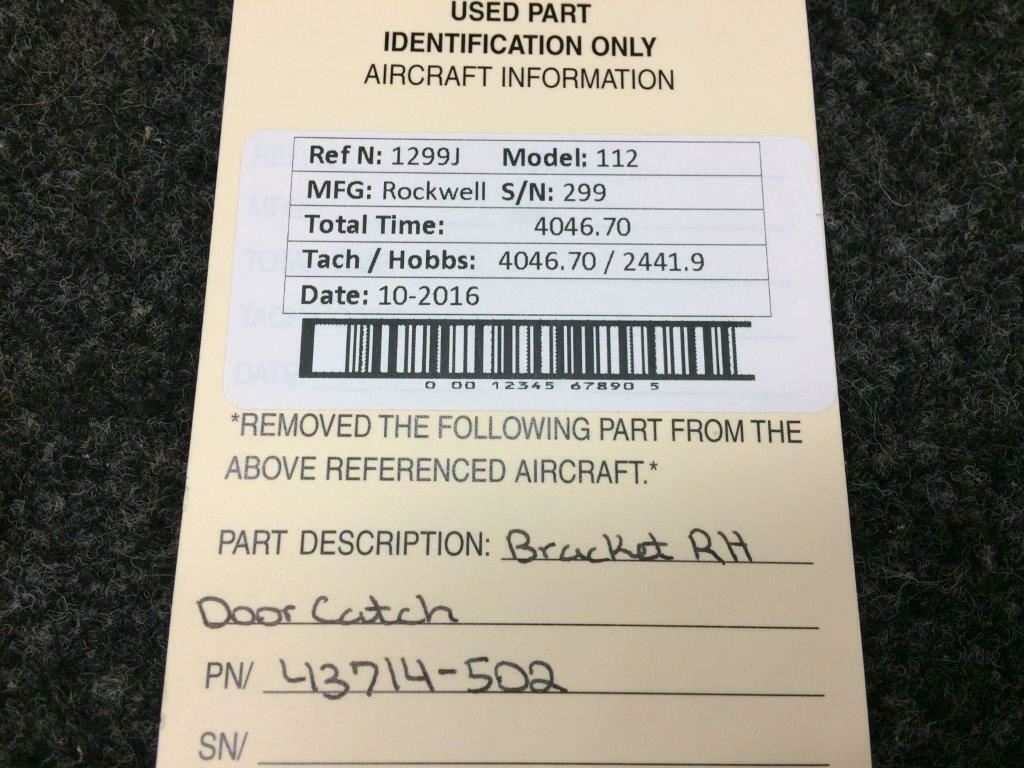 USED PART
IDENTIFICATION ONLY
AIRCRAFT INFORMATION
Ref N: 1299J Model: 112
MFG: Rockwell S/N: 299
Total Time: 4046.70
Tach / Hobbs: 4046.70 / 2441.9
Date: 10-2016
0 00 12345 67890 5
*REMOVED THE FOLLOWING PART FROM THE
ABOVE REFERENCED AIRCRAFT.*
PART DESCRIPTION: Bracket RH
Door Catch
PN/ 43714-502
SN/